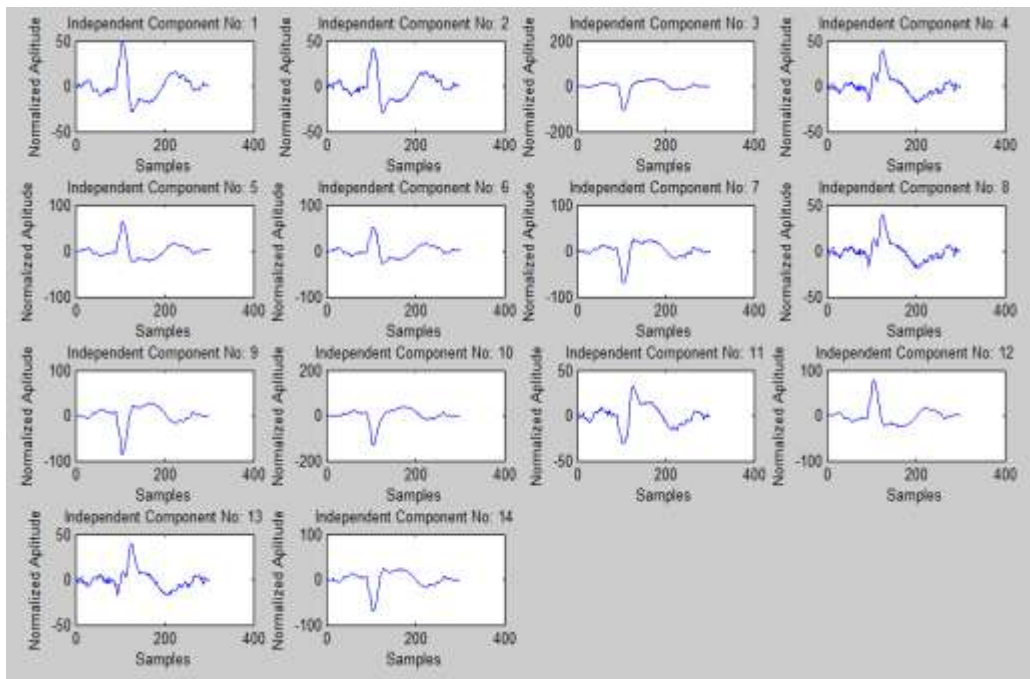 Independent Component No: 1
Normalized Aplitude
50
0
-50
0 200 400
Samples
Independent Component No: 2
Normalized Aplitude
50
0
-50
0 200 400
Samples
Independent Component No: 3
Normalized Aplitude
200
0
-200
0 200 400
Samples
Independent Component No: 4
Normalized Aplitude
50
0
-50
0 200 400
Samples
Independent Component No: 5
Normalized Aplitude
100
0
-100
0 200 400
Samples
Independent Component No: 6
Normalized Aplitude
100
0
-100
0 200 400
Samples
Independent Component No: 7
Normalized Aplitude
100
0
-100
0 200 400
Samples
Independent Component No: 8
Normalized Aplitude
50
0
-50
0 200 400
Samples
Independent Component No: 9
Normalized Aplitude
100
0
-100
0 200 400
Samples
Independent Component No: 10
Normalized Aplitude
200
0
-200
0 200 400
Samples
Independent Component No: 11
Normalized Aplitude
50
0
-50
0 200 400
Samples
Independent Component No: 12
Normalized Aplitude
100
0
-100
0 200 400
Samples
Independent Component No: 13
Normalized Aplitude
50
0
-50
0 200 400
Samples
Independent Component No: 14
Normalized Aplitude
100
0
-100
0 200 400
Samples